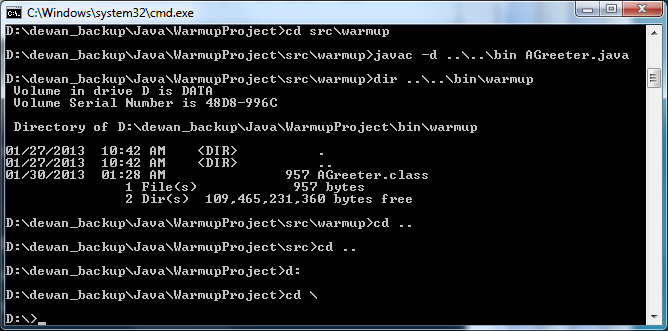 C:\Windows\system32\cmd.exe
D:\dewan_backup\Java\WarmupProject>cd src\warmup
D:\dewan_backup\Java\WarmupProject\src\warmup>javac -d ..\..\bin AGreeter.java
D:\dewan_backup\Java\WarmupProject\src\warmup>dir ..\..\bin\warmup
Volume in drive D is DATA
Volume Serial Number is 48D8-996C
Directory of D:\dewan_backup\Java\WarmupProject\bin\warmup
01/27/2013  10:42 AM    <DIR>          .
01/27/2013  10:42 AM    <DIR>          ..
01/30/2013  01:28 AM               957 AGreeter.class
1 File(s)            957 bytes
2 Dir(s)  109,465,231,360 bytes free
D:\dewan_backup\Java\WarmupProject\src\warmup>cd ..
D:\dewan_backup\Java\WarmupProject\src>cd ..
D:\dewan_backup\Java\WarmupProject>d:
D:\dewan_backup\Java\WarmupProject>cd \
D:\>_